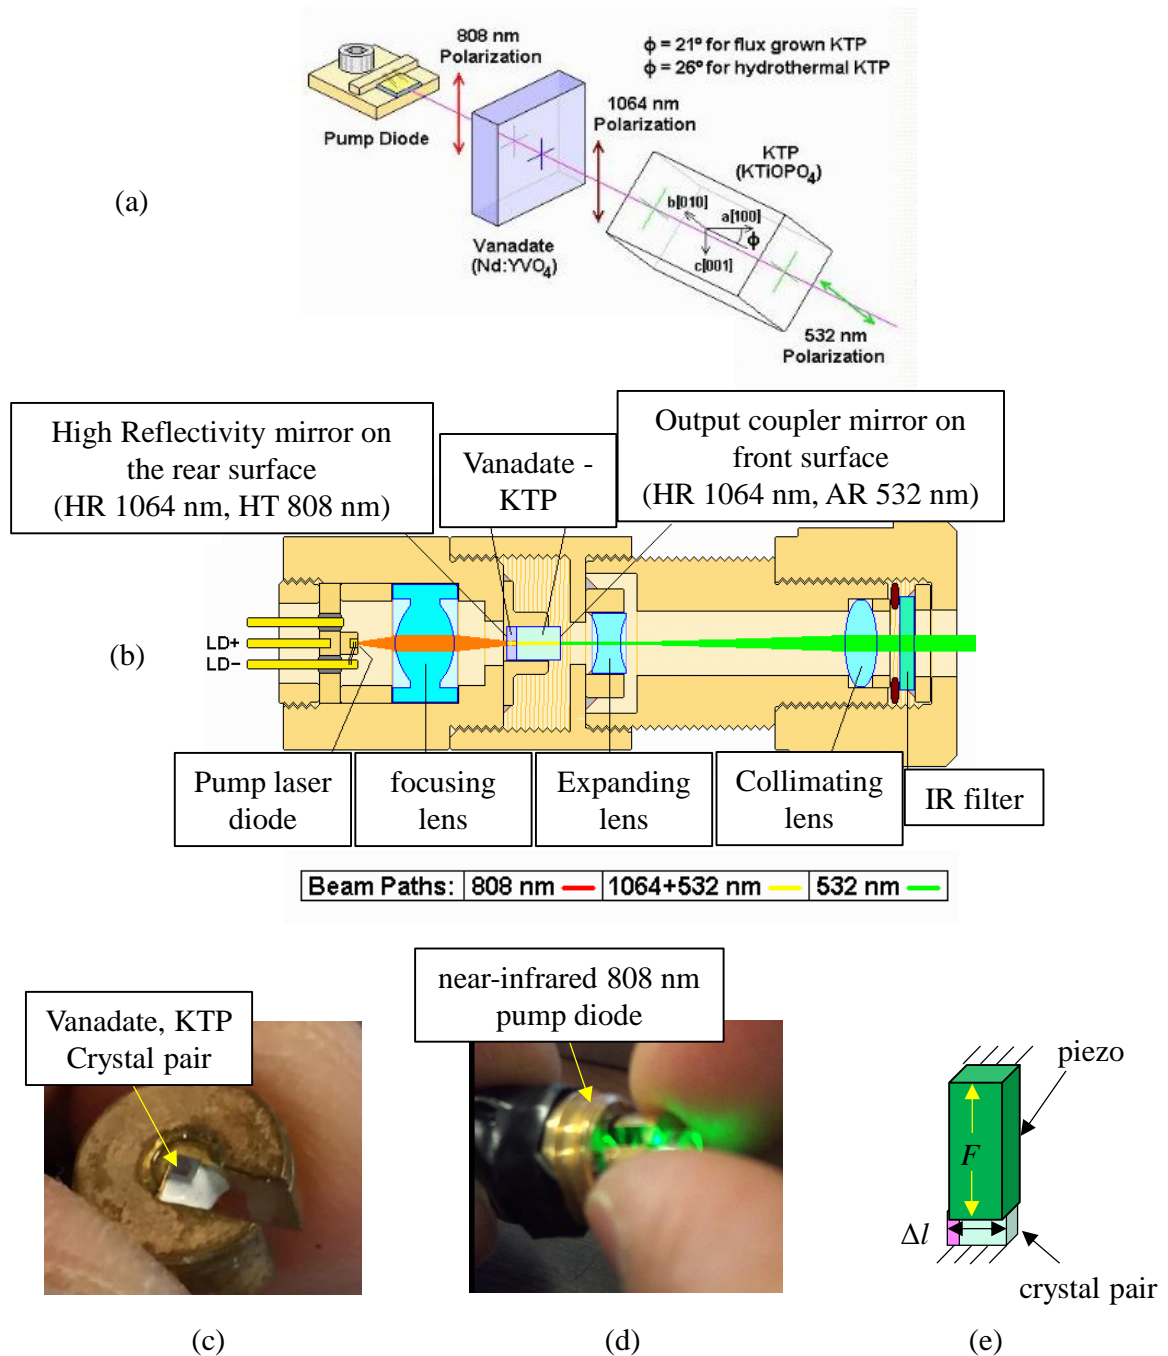 808 nm
Polarization
ϕ = 21º for flux grown KTP
ϕ = 26º for hydrothermal KTP
Pump Diode
1064 nm
Polarization
KTP
(KTiOPO4)
b[010]
a[100]
ϕ
c[001]
(a)
Vanadate
(Nd:YVO4)
532 nm
Polarization
High Reflectivity mirror on
the rear surface
(HR 1064 nm, HT 808 nm)
Vanadate -
KTP
Output coupler mirror on
front surface
(HR 1064 nm, AR 532 nm)
LD+
LD−
(b)
Pump laser
diode
focusing
lens
Expanding
lens
Collimating
lens
IR filter
Beam Paths: 808 nm 1064+532 nm 532 nm
Vanadate, KTP
Crystal pair
near-infrared 808 nm
pump diode
piezo
F
Δl
crystal pair
(c)
(d)
(e)